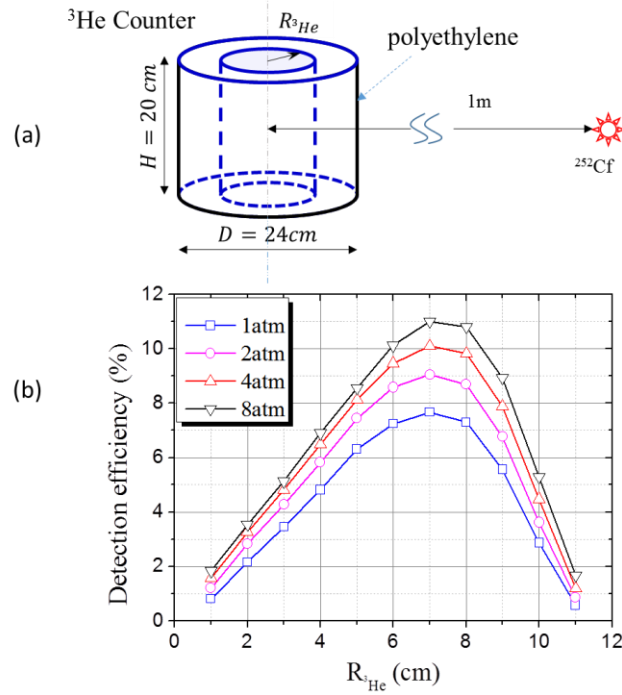 ³He Counter
R³He
polyethylene
1m
(a)
H = 20 cm
²⁵²Cf
D = 24cm
(b)
Detection efficiency (%)
12
10
8
6
4
2
0
1atm
2atm
4atm
8atm
0 2 4 6 8 10 12
R³He (cm)